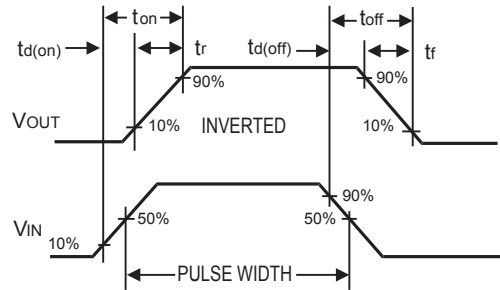 ton toff
td(on) tr td(off) tf
90% 90%
VOUT 10% INVERTED 10%
90%
50% 50%
VIN 10%
PULSE WIDTH